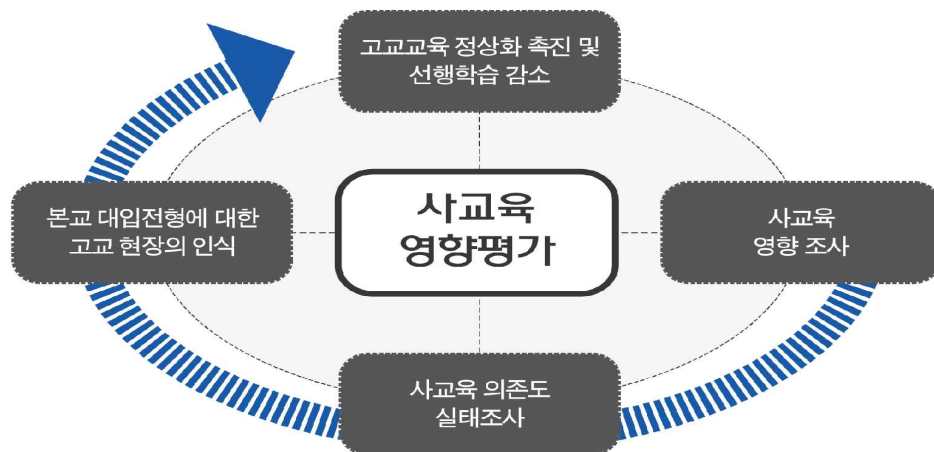 고교교육 정상화 촉진 및
선행학습 감소
본교 대입전형에 대한
고교 현장의 인식
사교육
영향평가
사교육
영향 조사
사교육 의존도
실태조사